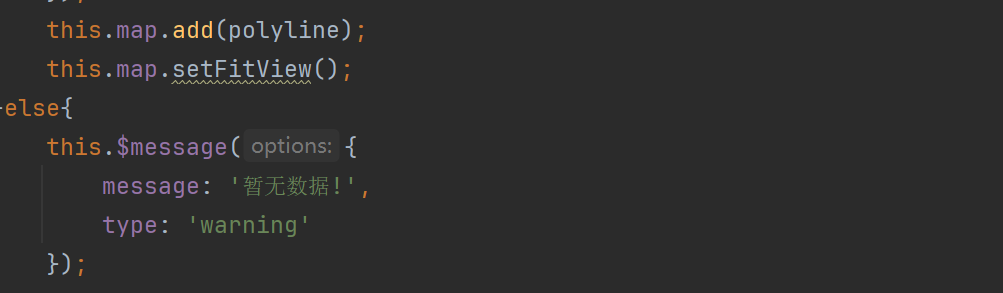 });
this.map.add(polyline);
this.map.setFitView();
else{
this.$message( options: {
message: '暂无数据!',
type: 'warning'
});